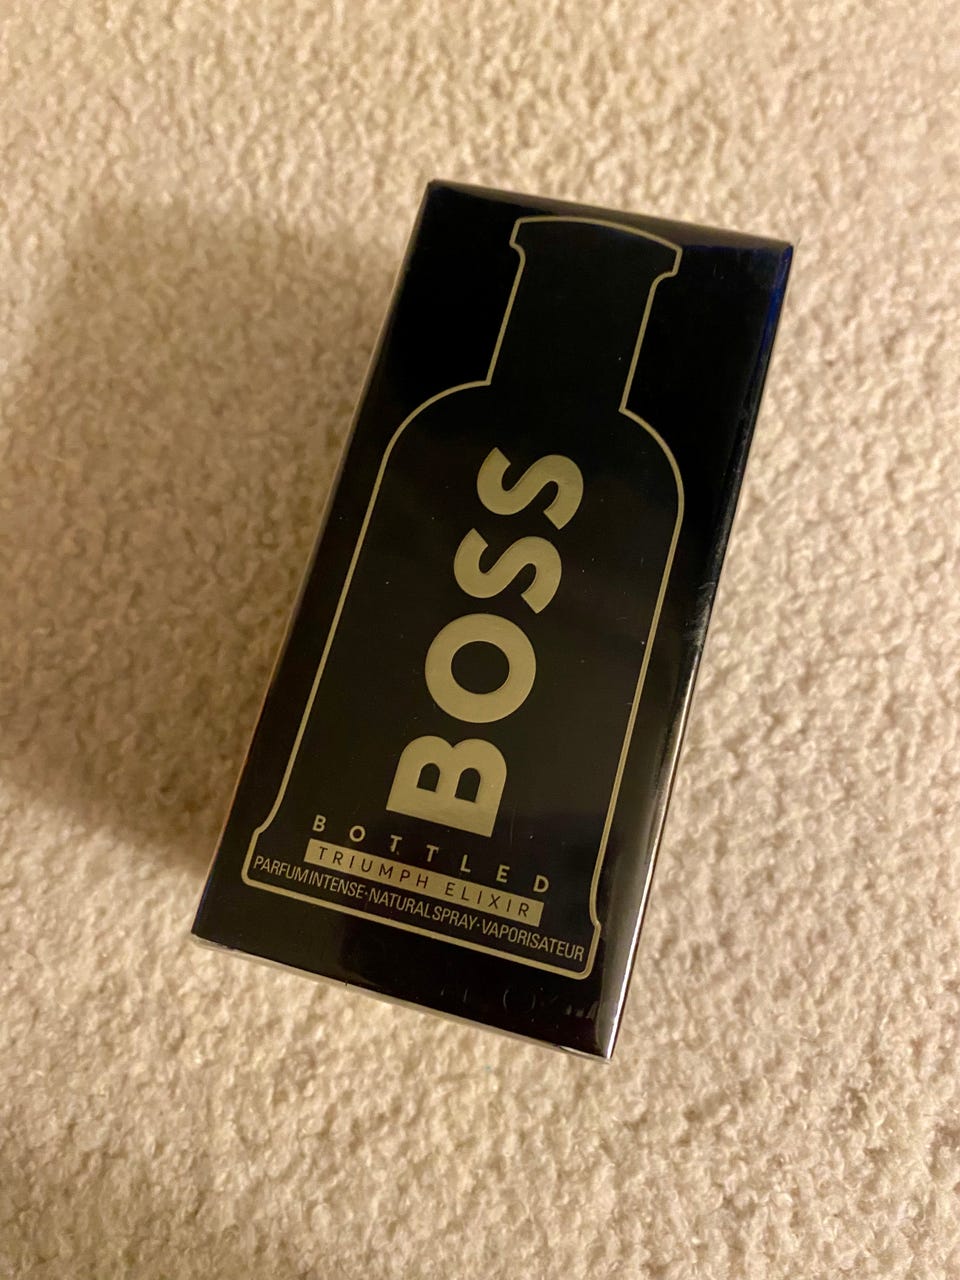 BOSS
BOTTLED
TRIUMPH ELIXIR
PARFUM INTENSE·NATURAL SPRAY·VAPORISATEUR